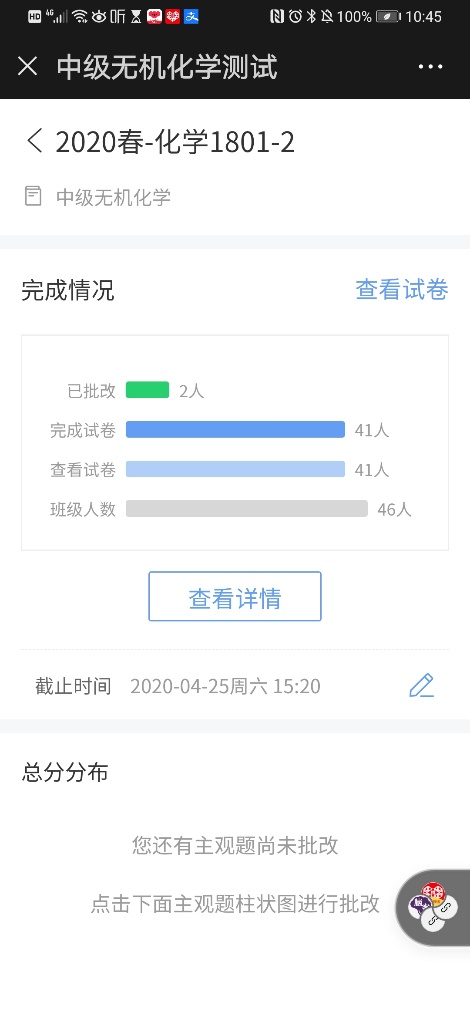 HD 4G 听 100% 10:45
中级无机化学测试
2020春-化学1801-2
中级无机化学
完成情况 查看试卷
已批改 2人
完成试卷 41人
查看试卷 41人
班级人数 46人
查看详情
截止时间 2020-04-25周六 15:20
总分分布
您还有主观题尚未批改
点击下面主观题柱状图进行批改